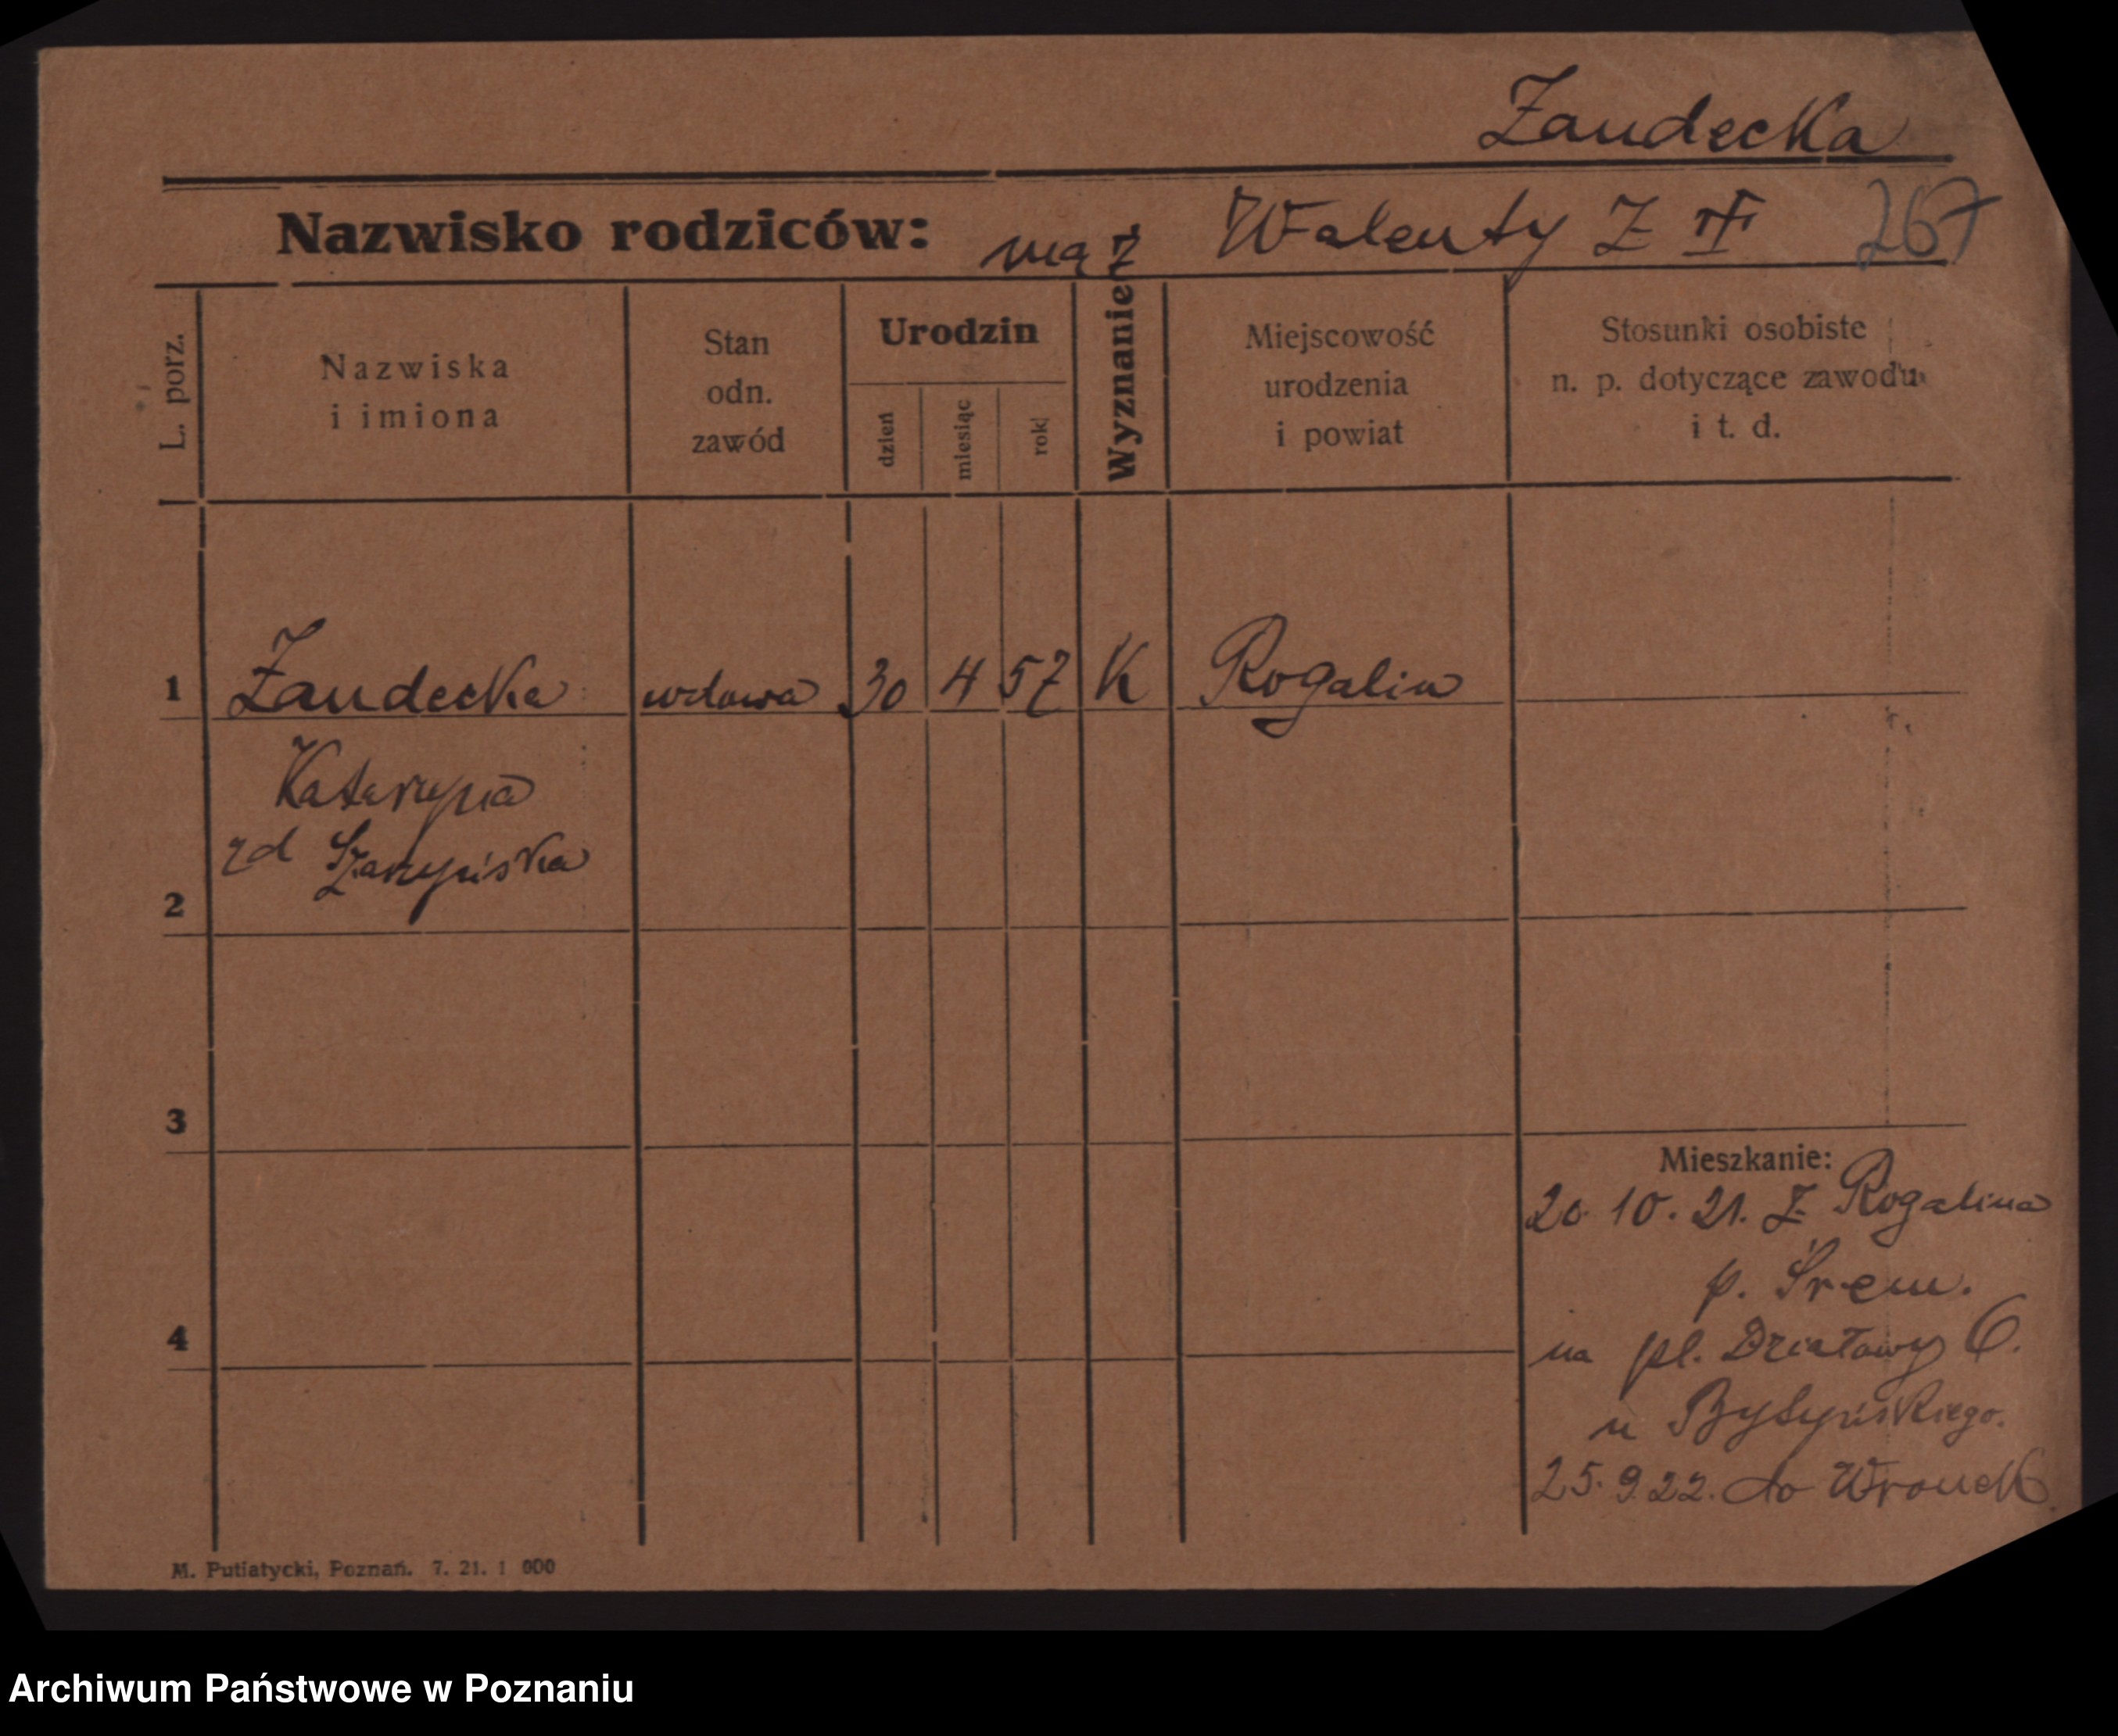 Zandecka
Nazwisko rodziców: mąż Walenty Z 267
L. porz.
Nazwiska
i imiona
Stan
odn.
zawód
Urodzin
dzień
miesiąc
rok
Wyznanie
Miejscowość
urodzenia
i powiat
Stosunki osobiste
n. p. dotyczące zawodu
i t. d.
1 Zandecka wdowa 30 4 57 K Rogalin
Katarzyna
zd
2
3
4
Mieszkanie:
20 10. 21. Z Rogalina
p. Śrem.
na pl. Działowy 6.
u
25. 9 22. do Wronek.
M. Putiatycki, Poznań. 7. 21. 1 000
Archiwum Państwowe w Poznaniu